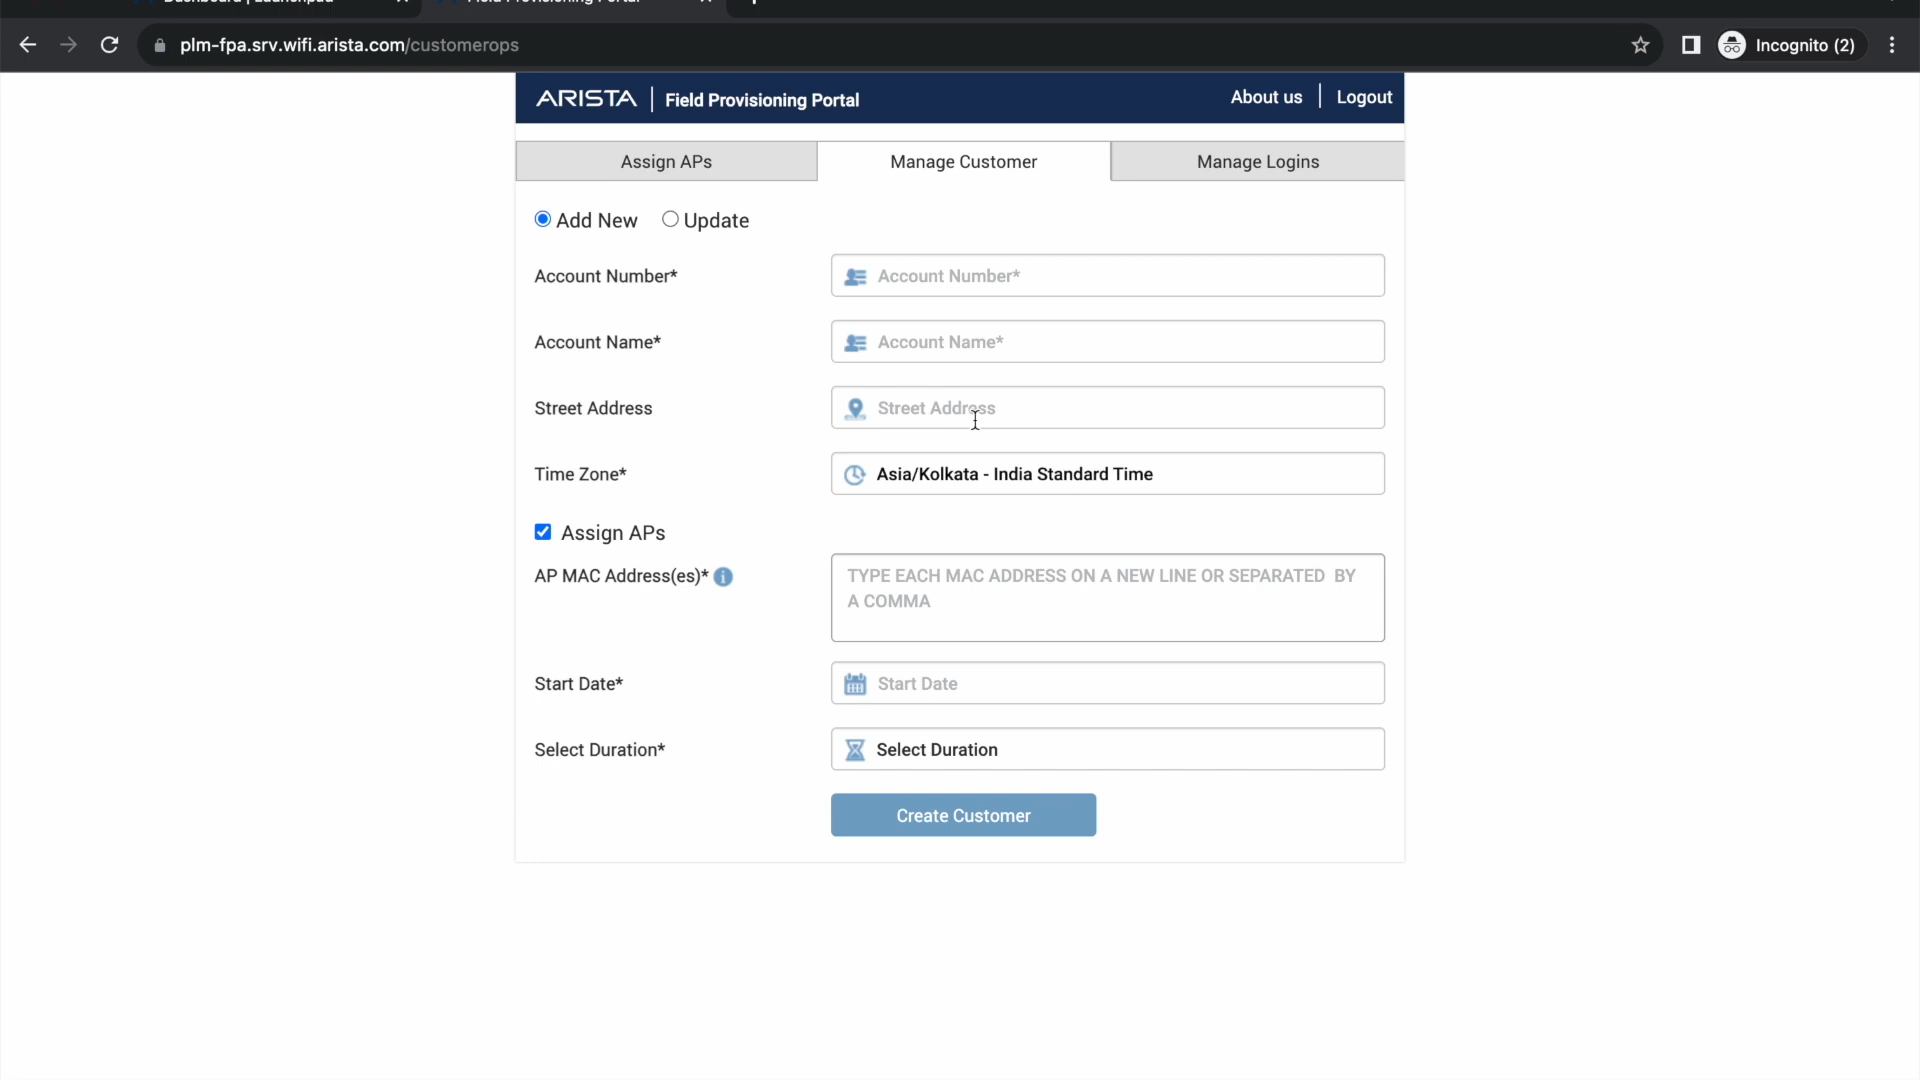 plm-fpa.srv.wifi.arista.com/customerops
Incognito (2)
ARISTA | Field Provisioning Portal
About us | Logout
Assign APs
Manage Customer
Manage Logins
Add New
Update
Account Number*
Account Number*
Account Name*
Account Name*
Street Address
Street Address
Time Zone*
Asia/Kolkata - India Standard Time
Assign APs
AP MAC Address(es)*
TYPE EACH MAC ADDRESS ON A NEW LINE OR SEPARATED BY
A COMMA
Start Date*
Start Date
Select Duration*
Select Duration
Create Customer